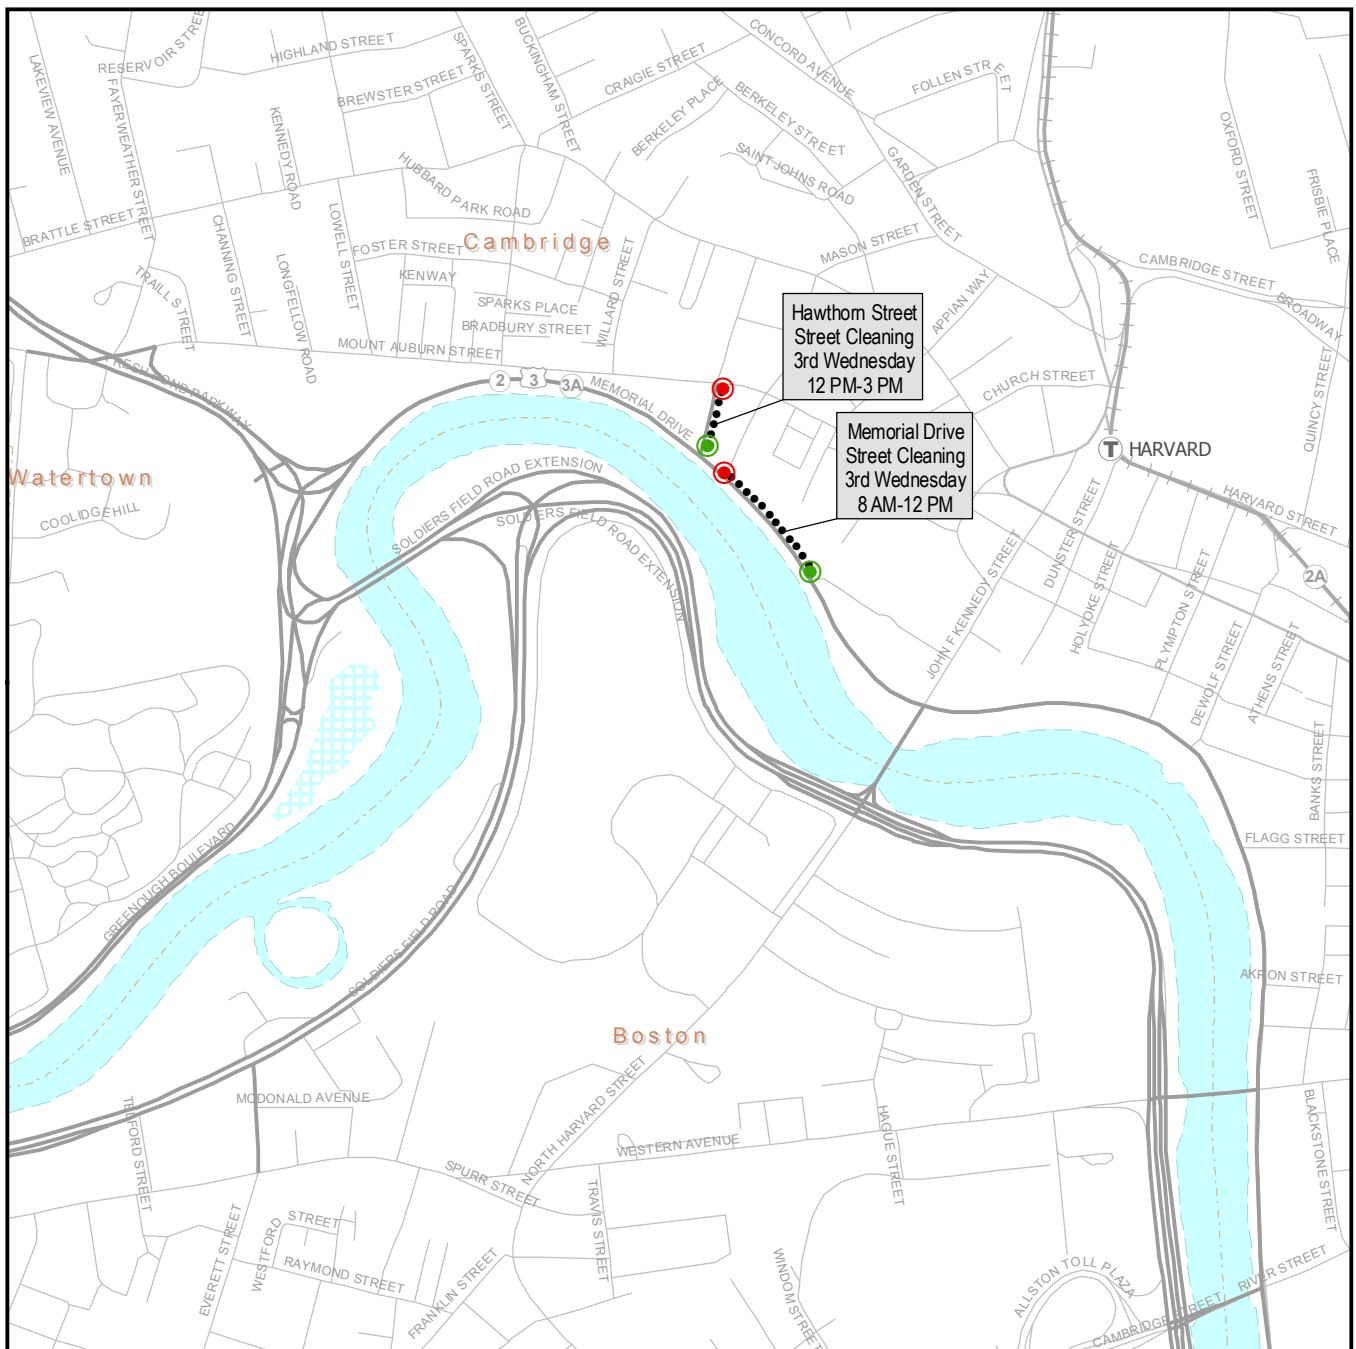 RESERVOIR STREET
HIGHLAND STREET
SPARKS STREET
BUCKINGHAM STREET
CONCORD AVENUE
CRAIGIE STREET
FOLLEN STREET
LAKEVIEW AVENUE
FAYERWEATHER STREET
BREWSTER STREET
BERKELEY PLACE
BERKELEY STREET
OXFORD STREET
KENNEDY ROAD
HUBBARD PARK ROAD
SAINT JOHNS ROAD
GARDEN STREET
FRISBIE PLACE
BRATTLE STREET
CHANNING STREET
LOWELL STREET
FOSTER STREET
Cambridge
WILLARD STREET
MASON STREET
CAMBRIDGE STREET
BROADWAY
TRAILL STREET
LONGFELLOW ROAD
KENWAY
SPARKS PLACE
BRADBURY STREET
APPIAN WAY
Hawthorn Street
Street Cleaning
3rd Wednesday
12 PM-3 PM
MOUNT AUBURN STREET
FRESH POND PARKWAY
2
3
3A
MEMORIAL DRIVE
CHURCH STREET
QUINCY STREET
Memorial Drive
Street Cleaning
3rd Wednesday
8 AM-12 PM
T
HARVARD
Watertown
COOLIDGE HILL
SOLDIERS FIELD ROAD EXTENSION
SOLDIERS FIELD ROAD EXTENSION
HARVARD STREET
2A
DUNSTER STREET
HOLYOKE STREET
JOHN F KENNEDY STREET
PLYMPTON STREET
DEWOLF STREET
ATHENS STREET
BANKS STREET
FLAGG STREET
GREENOUGH BOULEVARD
SOLDIERS FIELD ROAD
AKRON STREET
Boston
MCDONALD AVENUE
TELFORD STREET
NORTH HARVARD STREET
WESTERN AVENUE
HAGUE STREET
BLACKSTONE STREET
SPURR STREET
TRAVIS STREET
EVERETT STREET
WESTFORD STREET
RAYMOND STREET
FRANKLIN STREET
WINDOM STREET
ALLSTON TOLL PLAZA
CAMBRIDGE STREET
RIVER STREET